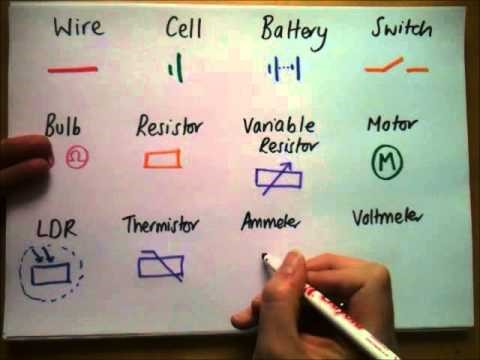 Wire Cell Battery Switch
Bulb Resistor Variable Resistor Motor
M
LDR Thermistor Ammeter Voltmeter